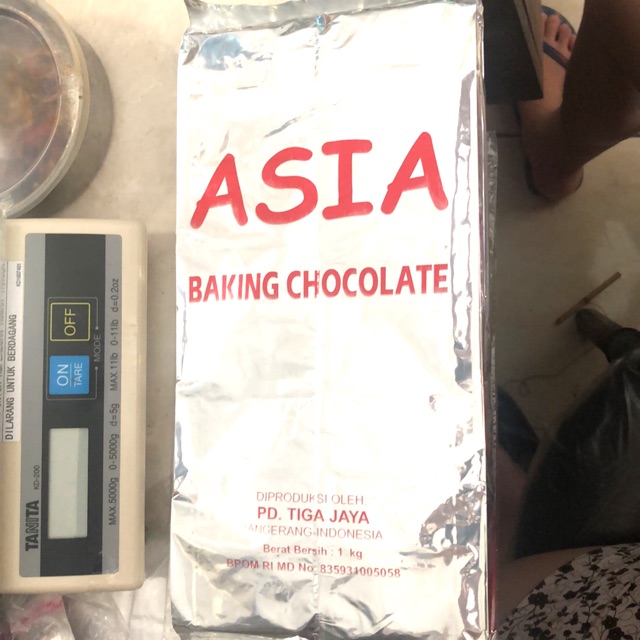 ASIA
BAKING CHOCOLATE
DIPRODUKSI OLEH
PD. TIGA JAYA
TANGERANG-INDONESIA
Berat Bersih : 1 kg
BPOM RI MD No. 835931005058
OFF
ON
TARE
MODE
MAX 11lb 0-11lb d=0.2oz
MAX 5000g 0-5000g d=5g
TANITA
KD-200
DILARANG UNTUK BERDAGANG